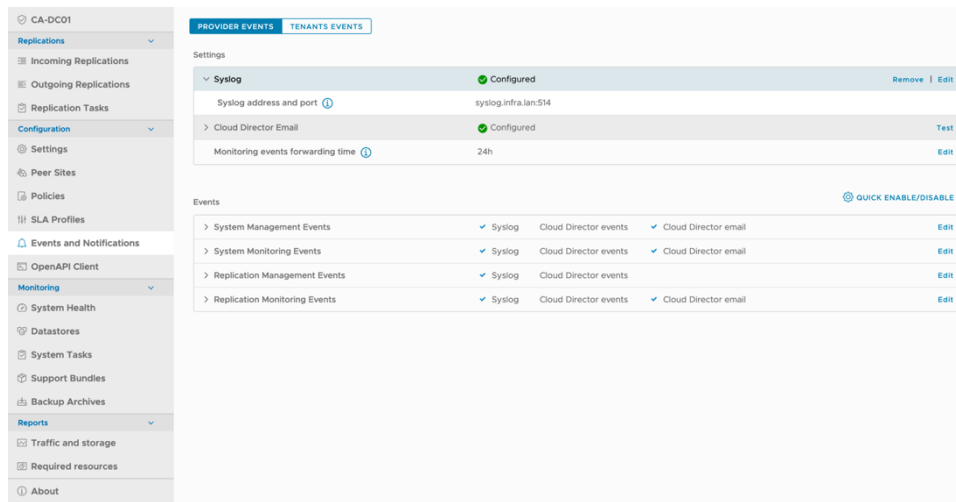 CA-DC01
Replications
Incoming Replications
Outgoing Replications
Replication Tasks
Configuration
Settings
Peer Sites
Policies
SLA Profiles
Events and Notifications
OpenAPI Client
Monitoring
System Health
Datastores
System Tasks
Support Bundles
Backup Archives
Reports
Traffic and storage
Required resources
About
PROVIDER EVENTS TENANTS EVENTS
Settings
Syslog Configured Remove | Edit
Syslog address and port syslog.infra.lan:514
Cloud Director Email Configured Test
Monitoring events forwarding time 24h Edit
Events QUICK ENABLE/DISABLE
System Management Events Syslog Cloud Director events Cloud Director email Edit
System Monitoring Events Syslog Cloud Director events Cloud Director email Edit
Replication Management Events Syslog Cloud Director events Edit
Replication Monitoring Events Syslog Cloud Director events Cloud Director email Edit